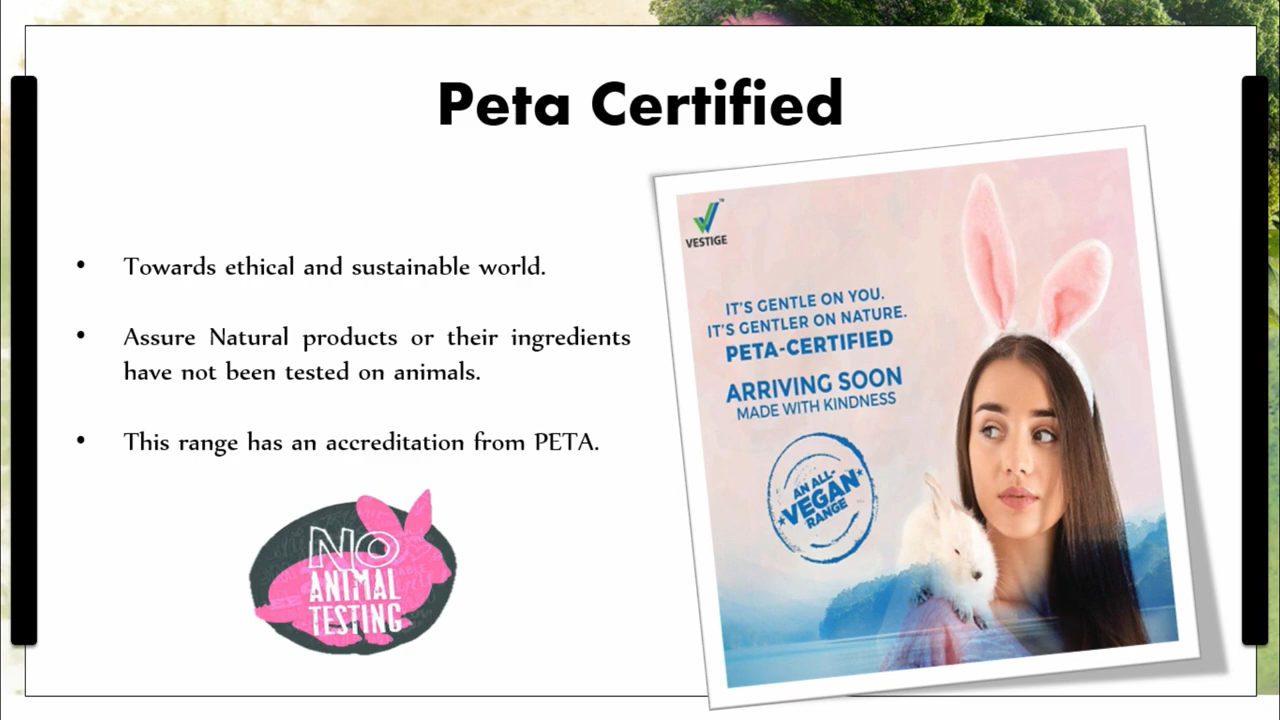 Peta Certified
• Towards ethical and sustainable world.
• Assure Natural products or their ingredients
have not been tested on animals.
• This range has an accreditation from PETA.
NO
ANIMAL
TESTING
™
VESTIGE
IT'S GENTLE ON YOU.
IT'S GENTLER ON NATURE.
PETA-CERTIFIED
ARRIVING SOON
MADE WITH KINDNESS
AN ALL-
VEGAN
RANGE